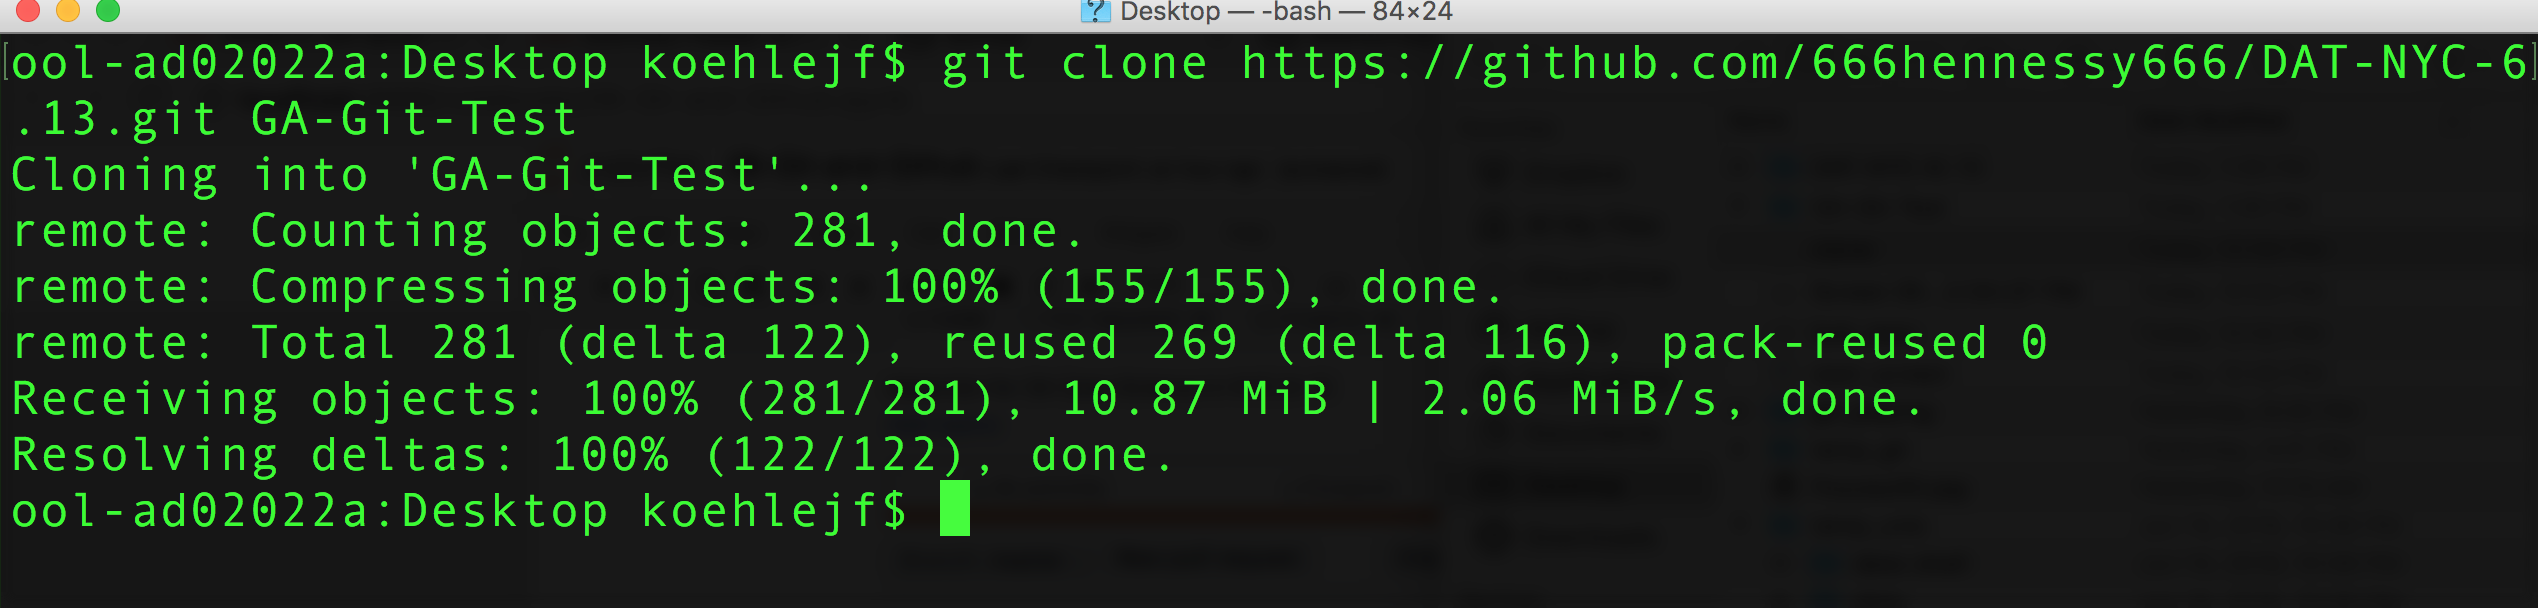 Desktop — -bash — 84×24
ool-ad02022a:Desktop koehlejf$ git clone https://github.com/666hennessy666/DAT-NYC-6
.13.git GA-Git-Test
Cloning into 'GA-Git-Test'...
remote: Counting objects: 281, done.
remote: Compressing objects: 100% (155/155), done.
remote: Total 281 (delta 122), reused 269 (delta 116), pack-reused 0
Receiving objects: 100% (281/281), 10.87 MiB | 2.06 MiB/s, done.
Resolving deltas: 100% (122/122), done.
ool-ad02022a:Desktop koehlejf$